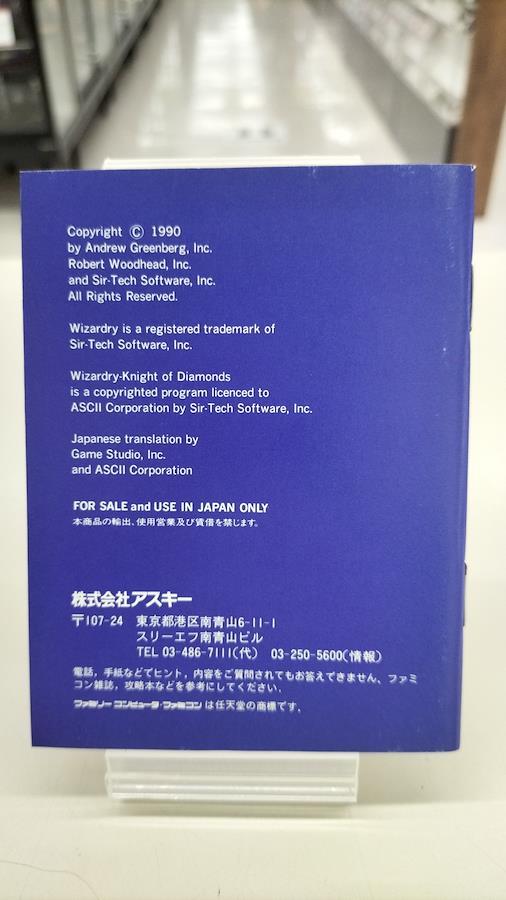 Copyright © 1990
by Andrew Greenberg, Inc.
Robert Woodhead, Inc.
and Sir-Tech Software, Inc.
All Rights Reserved.
Wizardry is a registered trademark of
Sir-Tech Software, Inc.
Wizardry-Knight of Diamonds
is a copyrighted program licenced to
ASCII Corporation by Sir-Tech Software, Inc.
Japanese translation by
Game Studio, Inc.
and ASCII Corporation
FOR SALE and USE IN JAPAN ONLY
本商品の輸出、使用営業及び賃借を禁じます。
株式会社アスキー
〒107-24 東京都港区南青山6-11-1
スリーエフ南青山ビル
TEL 03-486-7111(代) 03-250-5600(情報)
電話，手紙などでヒント，内容をご質問されてもお答えできません、ファミ
コン雑誌，攻略本などを参考にしてください．
ファミリーコンピュータ・ファミコンは任天堂の商標です．